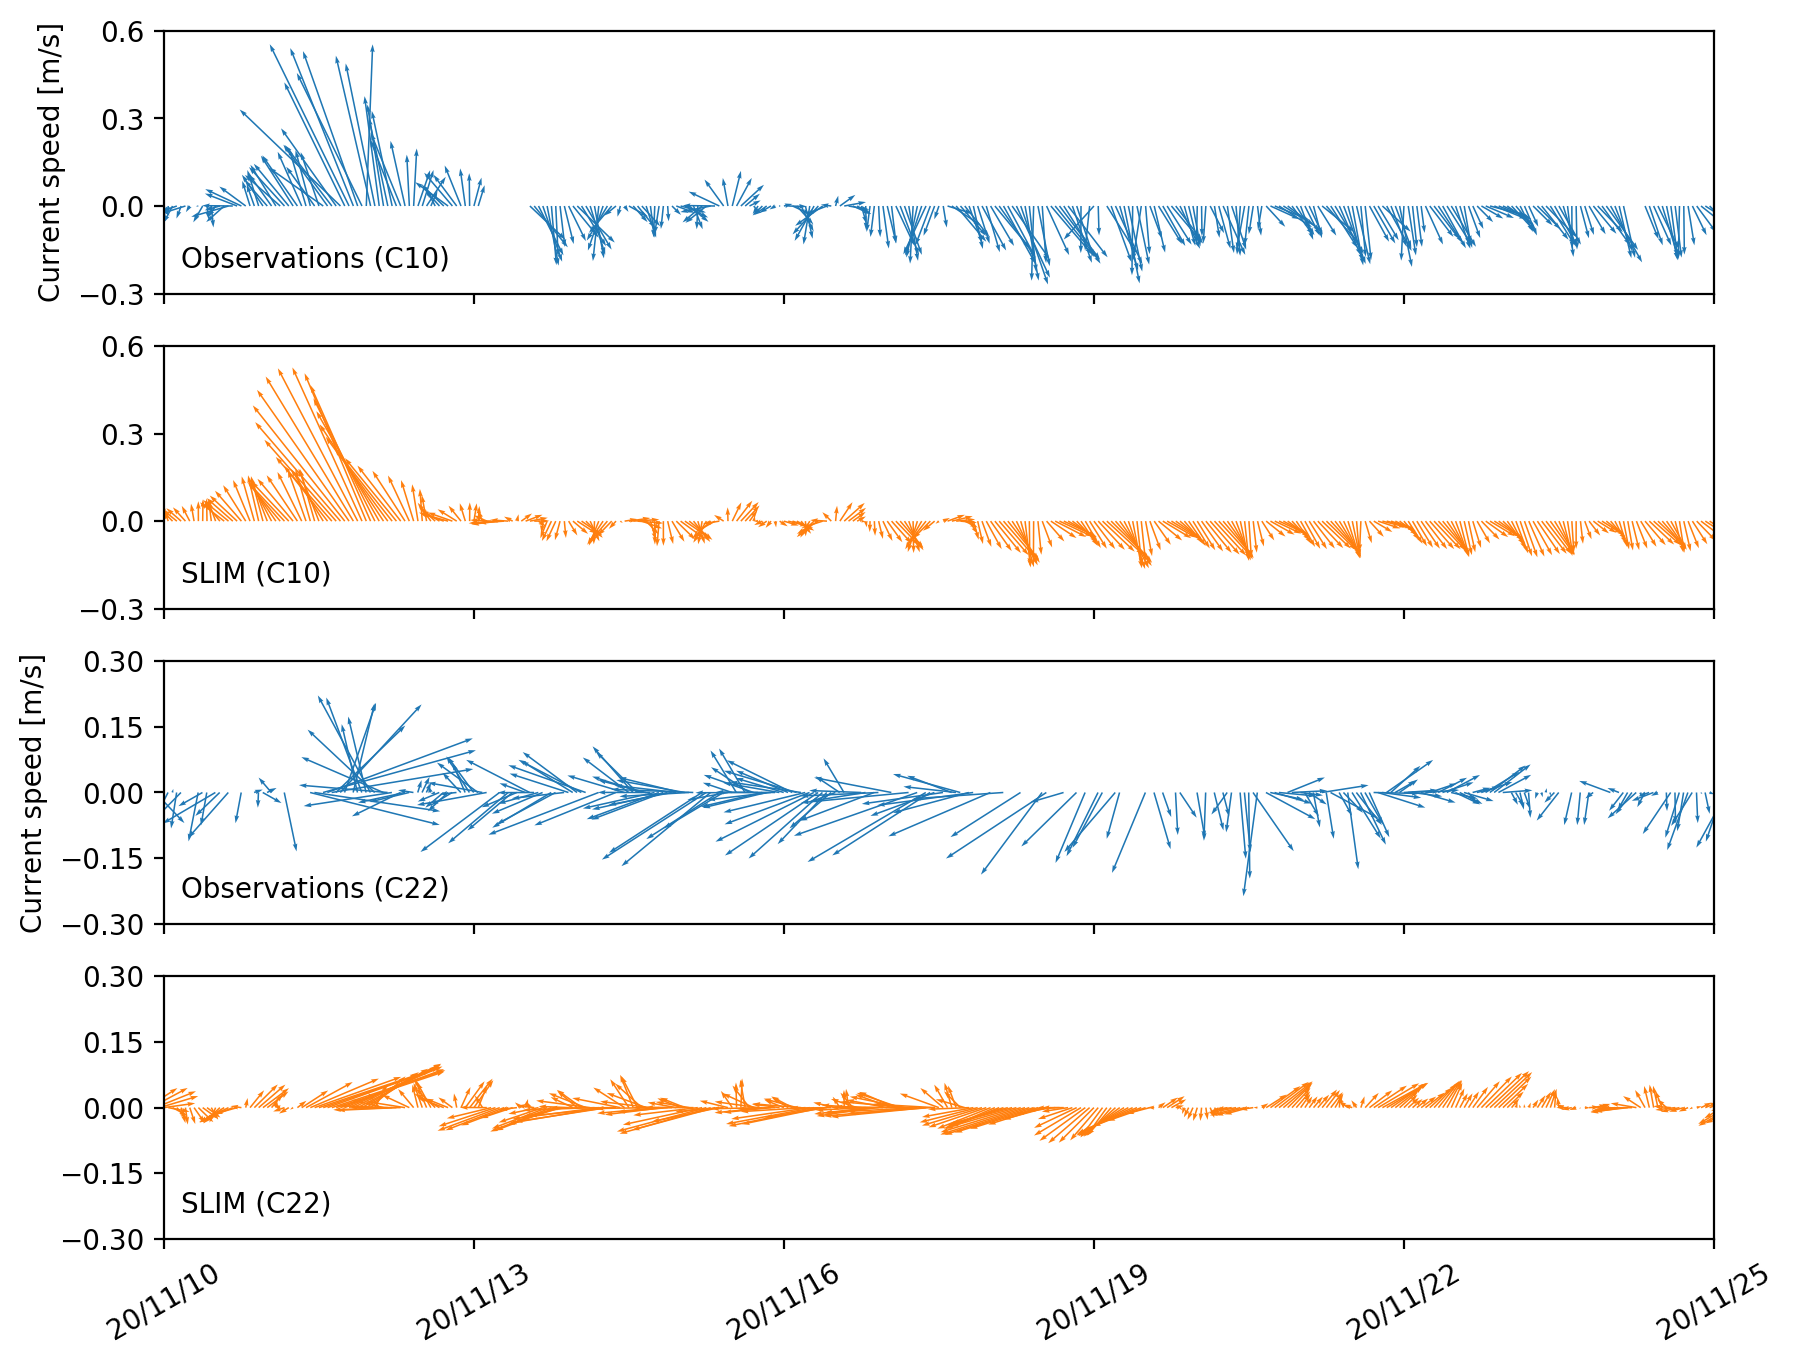 Current speed [m/s]
0.6
0.3
0.0
−0.3
Observations (C10)
0.6
0.3
0.0
−0.3
SLIM (C10)
Current speed [m/s]
0.30
0.15
0.00
−0.15
−0.30
Observations (C22)
0.30
0.15
0.00
−0.15
−0.30
SLIM (C22)
20/11/10 20/11/13 20/11/16 20/11/19 20/11/22 20/11/25